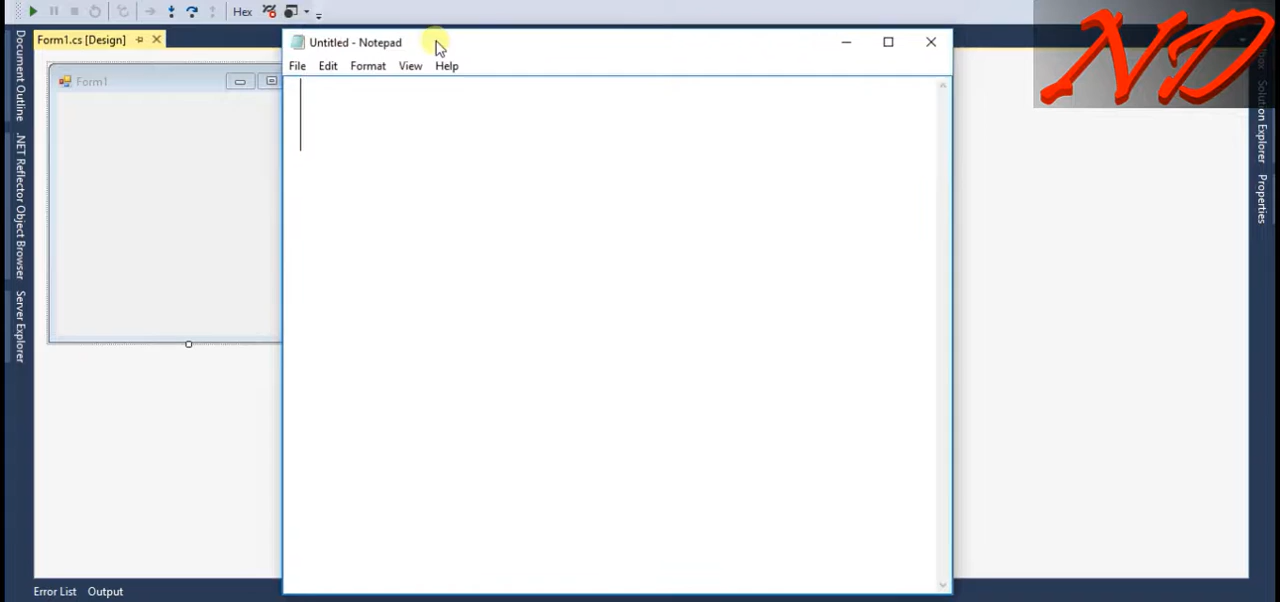 Hex
Form1.cs [Design]
Untitled - Notepad
File Edit Format View Help
Form1
Document Outline
.NET Reflector Object Browser
Server Explorer
Solution Explorer
Properties
ND
Error List Output